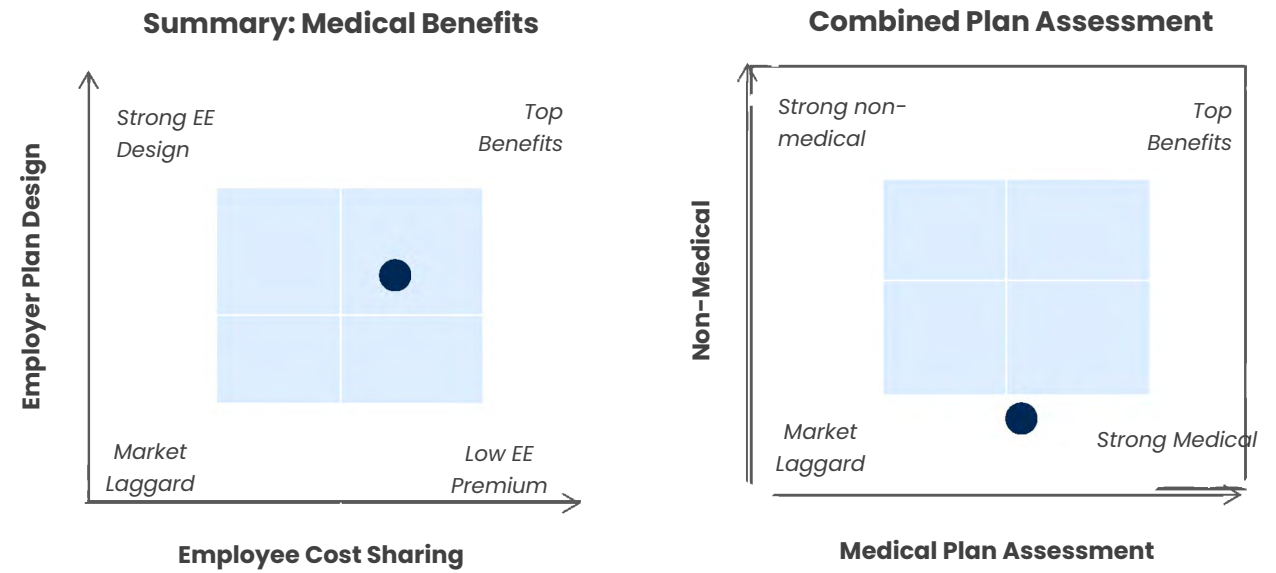 Summary: Medical Benefits
Employer Plan Design
Strong EE
Design
Top
Benefits
Market
Laggard
Low EE
Premium
Employee Cost Sharing
Combined Plan Assessment
Non-Medical
Strong non-
medical
Top
Benefits
Market
Laggard
Strong Medical
Medical Plan Assessment